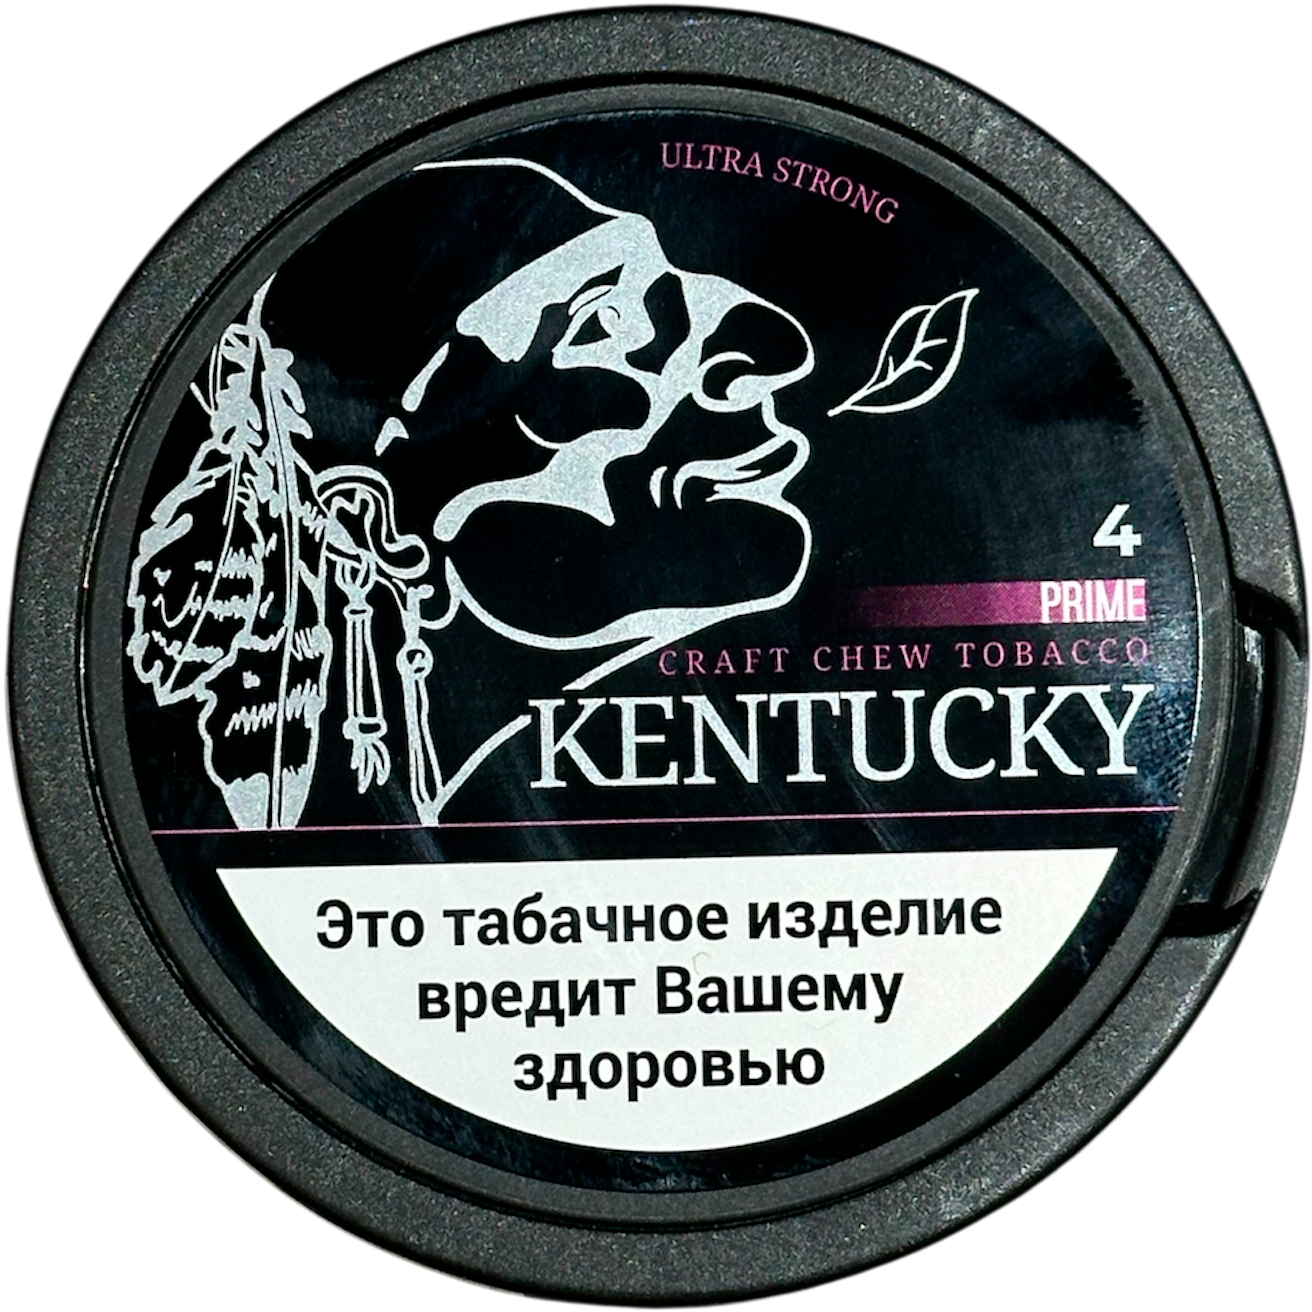 ULTRA STRONG
4
PRIME
CRAFT CHEW TOBACCO
KENTUCKY
Это табачное изделие
вредит Вашему
здоровью